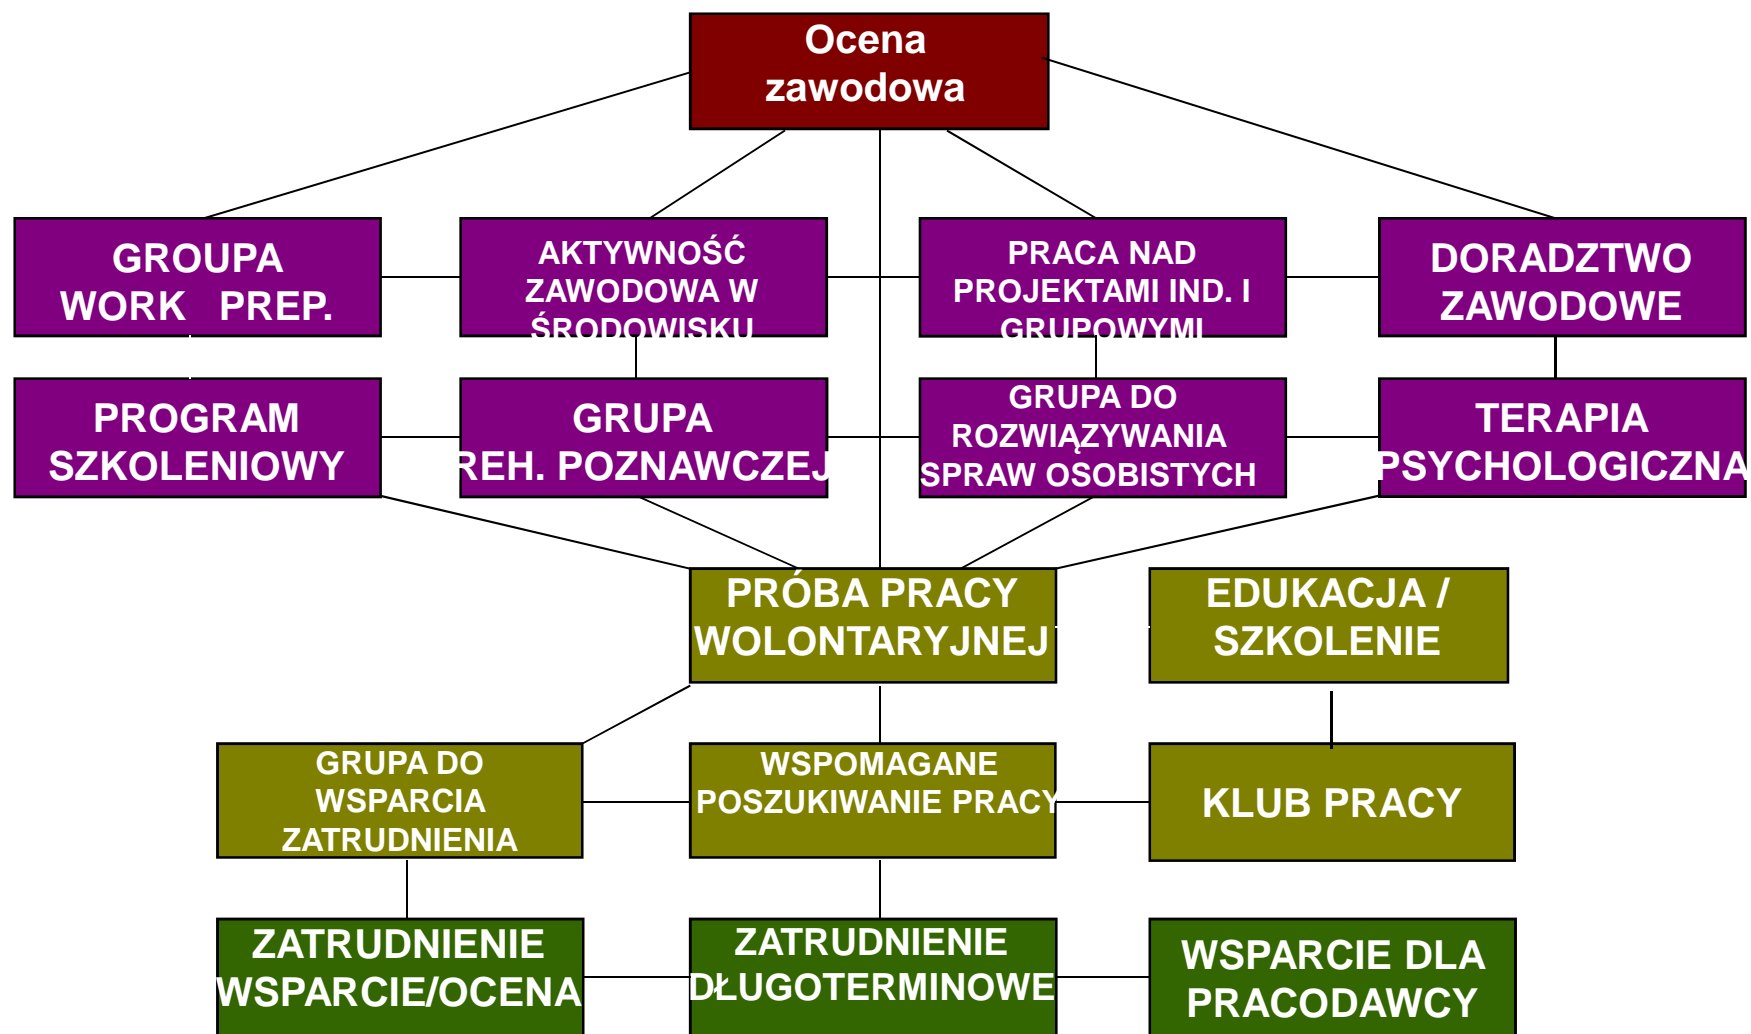 Ocena
zawodowa
GROUPA
WORK PREP.
AKTYWNOŚĆ
ZAWODOWA W
ŚRODOWISKU
PRACA NAD
PROJEKTAMI IND. I
GRUPOWYMI
DORADZTWO
ZAWODOWE
PROGRAM
SZKOLENIOWY
GRUPA
REH. POZNAWCZEJ
GRUPA DO
ROZWIĄZYWANIA
SPRAW OSOBISTYCH
TERAPIA
PSYCHOLOGICZNA
PRÓBA PRACY
WOLONTARYJNEJ
EDUKACJA /
SZKOLENIE
GRUPA DO
WSPARCIA
ZATRUDNIENIA
WSPOMAGANE
POSZUKIWANIE PRACY
KLUB PRACY
ZATRUDNIENIE
WSPARCIE/OCENA
ZATRUDNIENIE
DŁUGOTERMINOWE
WSPARCIE DLA
PRACODAWCY